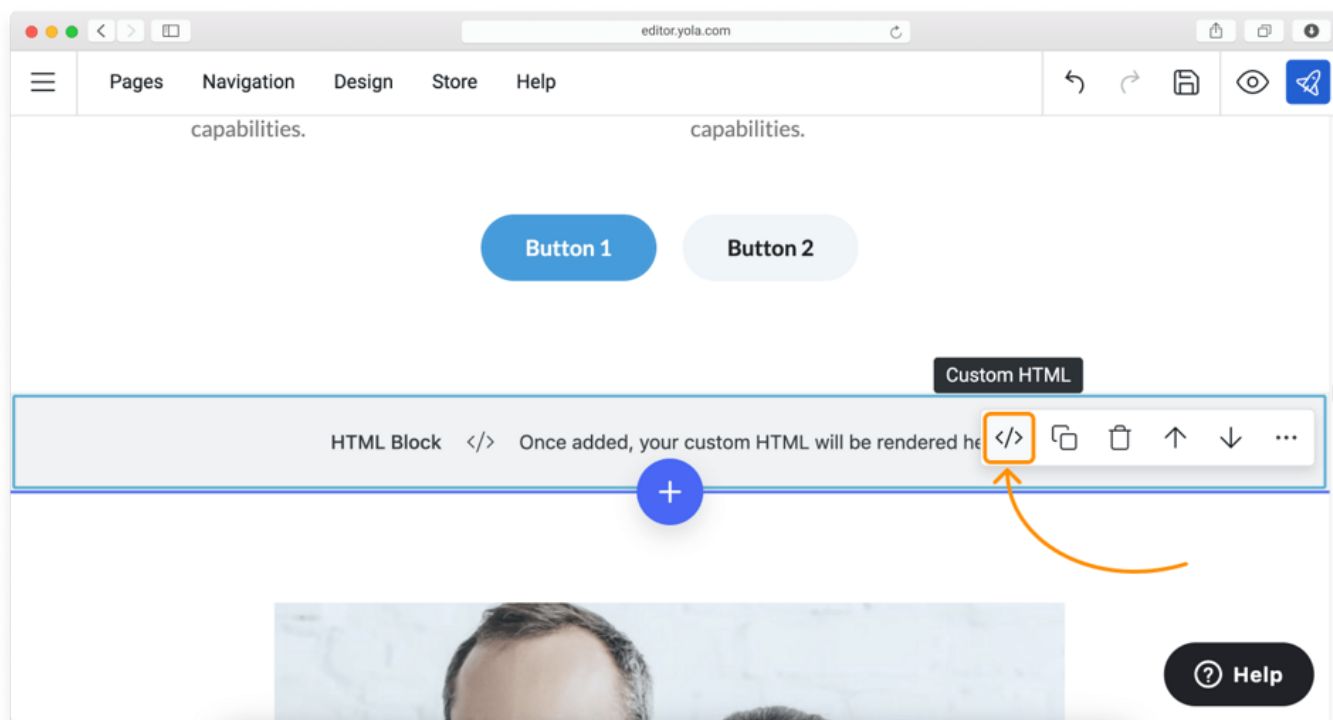 editor.yola.com
Pages Navigation Design Store Help
capabilities. capabilities.
Button 1 Button 2
Custom HTML
HTML Block </> Once added, your custom HTML will be rendered he </>
Help